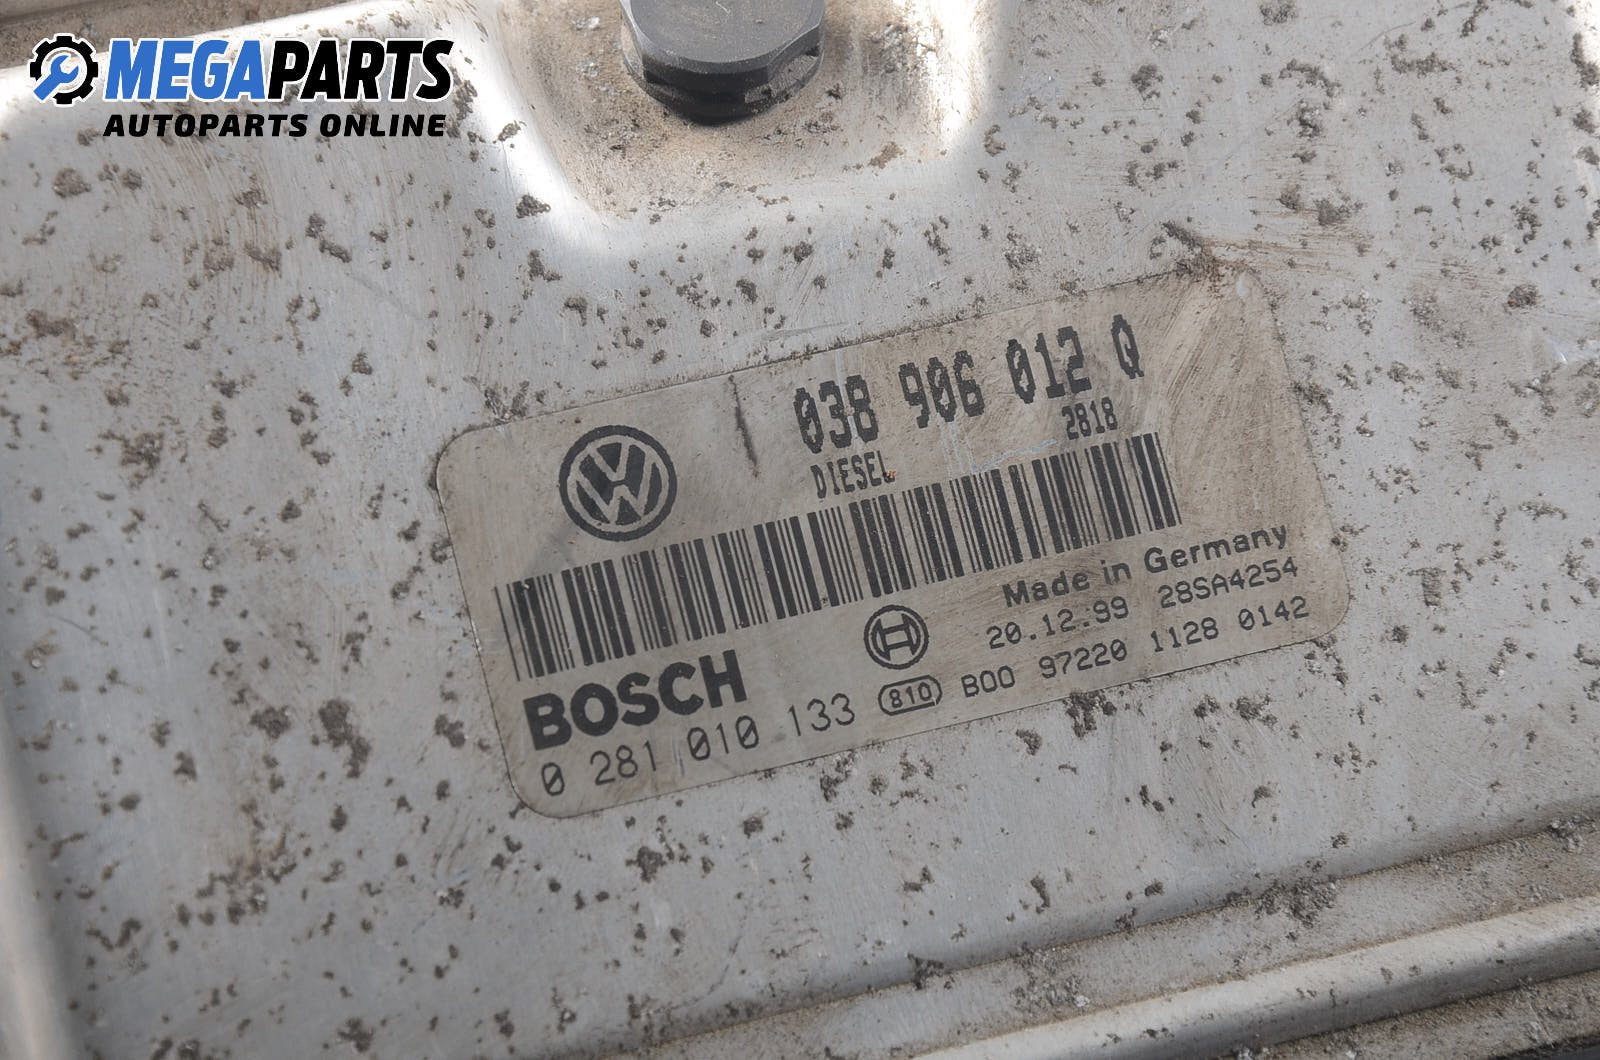 MEGAPARTS
AUTOPARTS ONLINE
038 906 012 Q
DIESEL 2818
Made in Germany
20.12.99 28SA4254
BOSCH
0 281 010 133 810 B00 97220 1128 0142